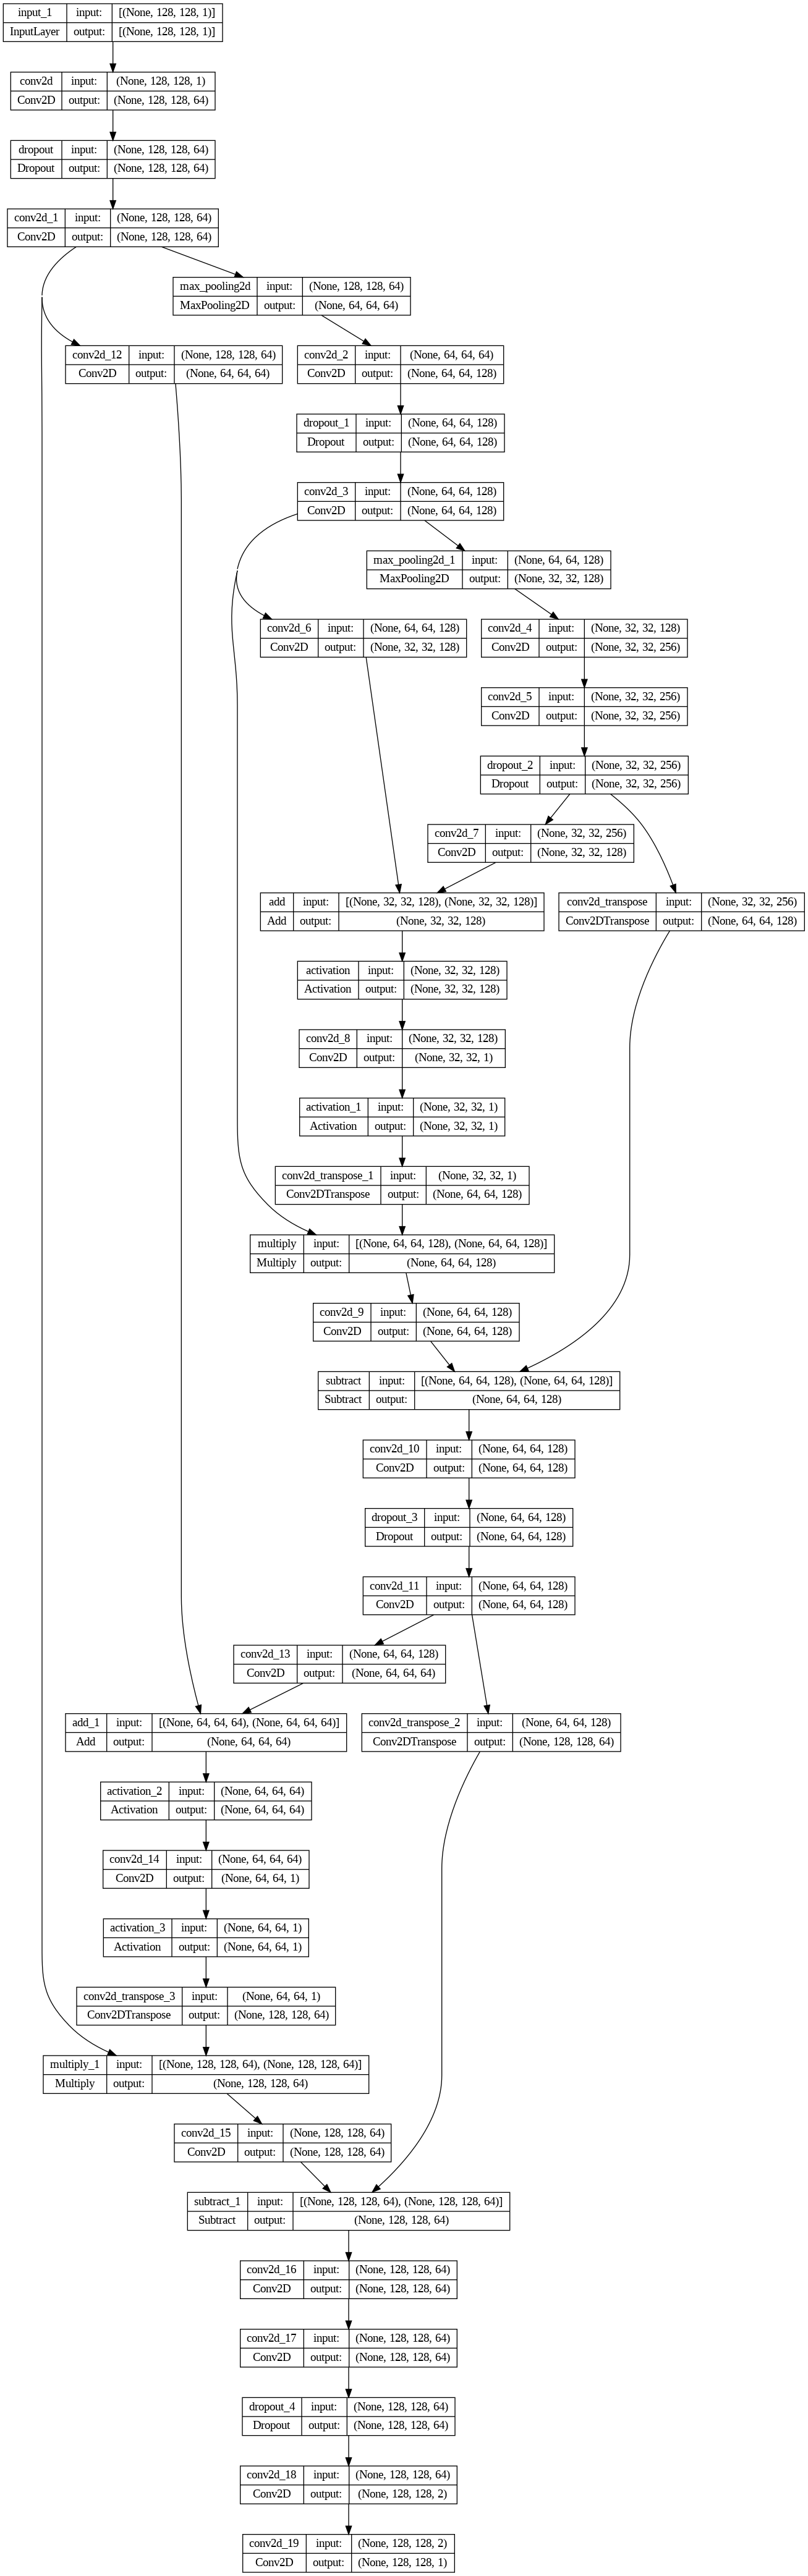 input_1 input: [(None, 128, 128, 1)]
InputLayer output: [(None, 128, 128, 1)]
conv2d input: (None, 128, 128, 1)
Conv2D output: (None, 128, 128, 64)
dropout input: (None, 128, 128, 64)
Dropout output: (None, 128, 128, 64)
conv2d_1 input: (None, 128, 128, 64)
Conv2D output: (None, 128, 128, 64)
max_pooling2d input: (None, 128, 128, 64)
MaxPooling2D output: (None, 64, 64, 64)
conv2d_12 input: (None, 128, 128, 64)
Conv2D output: (None, 64, 64, 64)
conv2d_2 input: (None, 64, 64, 64)
Conv2D output: (None, 64, 64, 128)
dropout_1 input: (None, 64, 64, 128)
Dropout output: (None, 64, 64, 128)
conv2d_3 input: (None, 64, 64, 128)
Conv2D output: (None, 64, 64, 128)
max_pooling2d_1 input: (None, 64, 64, 128)
MaxPooling2D output: (None, 32, 32, 128)
conv2d_6 input: (None, 64, 64, 128)
Conv2D output: (None, 32, 32, 128)
conv2d_4 input: (None, 32, 32, 128)
Conv2D output: (None, 32, 32, 256)
conv2d_5 input: (None, 32, 32, 256)
Conv2D output: (None, 32, 32, 256)
dropout_2 input: (None, 32, 32, 256)
Dropout output: (None, 32, 32, 256)
conv2d_7 input: (None, 32, 32, 256)
Conv2D output: (None, 32, 32, 128)
add input: [(None, 32, 32, 128), (None, 32, 32, 128)]
Add output: (None, 32, 32, 128)
conv2d_transpose input: (None, 32, 32, 256)
Conv2DTranspose output: (None, 64, 64, 128)
activation input: (None, 32, 32, 128)
Activation output: (None, 32, 32, 128)
conv2d_8 input: (None, 32, 32, 128)
Conv2D output: (None, 32, 32, 1)
activation_1 input: (None, 32, 32, 1)
Activation output: (None, 32, 32, 1)
conv2d_transpose_1 input: (None, 32, 32, 1)
Conv2DTranspose output: (None, 64, 64, 128)
multiply input: [(None, 64, 64, 128), (None, 64, 64, 128)]
Multiply output: (None, 64, 64, 128)
conv2d_9 input: (None, 64, 64, 128)
Conv2D output: (None, 64, 64, 128)
subtract input: [(None, 64, 64, 128), (None, 64, 64, 128)]
Subtract output: (None, 64, 64, 128)
conv2d_10 input: (None, 64, 64, 128)
Conv2D output: (None, 64, 64, 128)
dropout_3 input: (None, 64, 64, 128)
Dropout output: (None, 64, 64, 128)
conv2d_11 input: (None, 64, 64, 128)
Conv2D output: (None, 64, 64, 128)
conv2d_13 input: (None, 64, 64, 128)
Conv2D output: (None, 64, 64, 64)
add_1 input: [(None, 64, 64, 64), (None, 64, 64, 64)]
Add output: (None, 64, 64, 64)
conv2d_transpose_2 input: (None, 64, 64, 128)
Conv2DTranspose output: (None, 128, 128, 64)
activation_2 input: (None, 64, 64, 64)
Activation output: (None, 64, 64, 64)
conv2d_14 input: (None, 64, 64, 64)
Conv2D output: (None, 64, 64, 1)
activation_3 input: (None, 64, 64, 1)
Activation output: (None, 64, 64, 1)
conv2d_transpose_3 input: (None, 64, 64, 1)
Conv2DTranspose output: (None, 128, 128, 64)
multiply_1 input: [(None, 128, 128, 64), (None, 128, 128, 64)]
Multiply output: (None, 128, 128, 64)
conv2d_15 input: (None, 128, 128, 64)
Conv2D output: (None, 128, 128, 64)
subtract_1 input: [(None, 128, 128, 64), (None, 128, 128, 64)]
Subtract output: (None, 128, 128, 64)
conv2d_16 input: (None, 128, 128, 64)
Conv2D output: (None, 128, 128, 64)
conv2d_17 input: (None, 128, 128, 64)
Conv2D output: (None, 128, 128, 64)
dropout_4 input: (None, 128, 128, 64)
Dropout output: (None, 128, 128, 64)
conv2d_18 input: (None, 128, 128, 64)
Conv2D output: (None, 128, 128, 2)
conv2d_19 input: (None, 128, 128, 2)
Conv2D output: (None, 128, 128, 1)